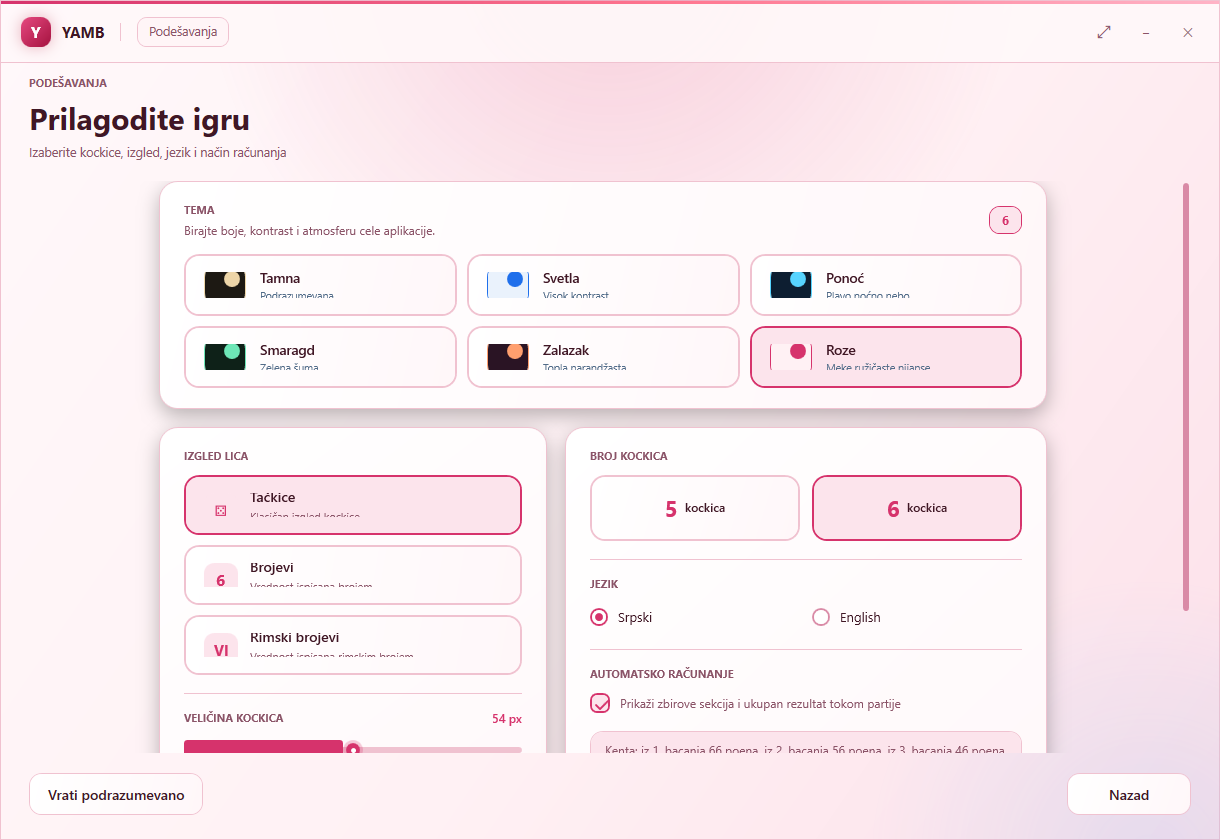 Y YAMB Podešavanja
PODEŠAVANJA
Prilagodite igru
Izaberite kockice, izgled, jezik i način računanja
TEMA
Birajte boje, kontrast i atmosferu cele aplikacije.
6
Tamna
Podrazumevana
Svetla
Visok kontrast
Ponoć
Plavo noćno nebo
Smaragd
Zelena šuma
Zalazak
Topla narandžasta
Roze
Meke ružičaste nijanse
IZGLED LICA
Tačkice
Klasičan izgled kockice
6
Brojevi
Vrednost ispisana brojem
VI
Rimski brojevi
Vrednost ispisana rimskim brojem
VELIČINA KOCKICA 54 px
BROJ KOCKICA
5 kockica
6 kockica
JEZIK
Srpski
English
AUTOMATSKO RAČUNANJE
Prikaži zbirove sekcija i ukupan rezultat tokom partije
Kenta: iz 1. bacanja 66 poena, iz 2. bacanja 56 poena, iz 3. bacanja 46 poena
Vrati podrazumevano
Nazad